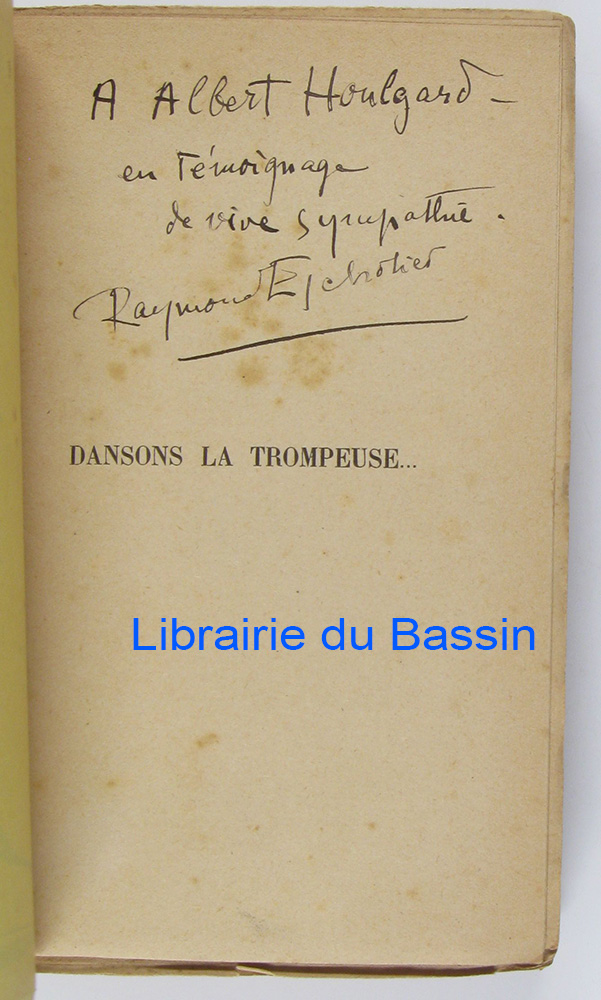 A Albert Houlgard –
en témoignage
de vive sympathie.
Raymond Escholier
DANSONS LA TROMPEUSE...
Librairie du Bassin